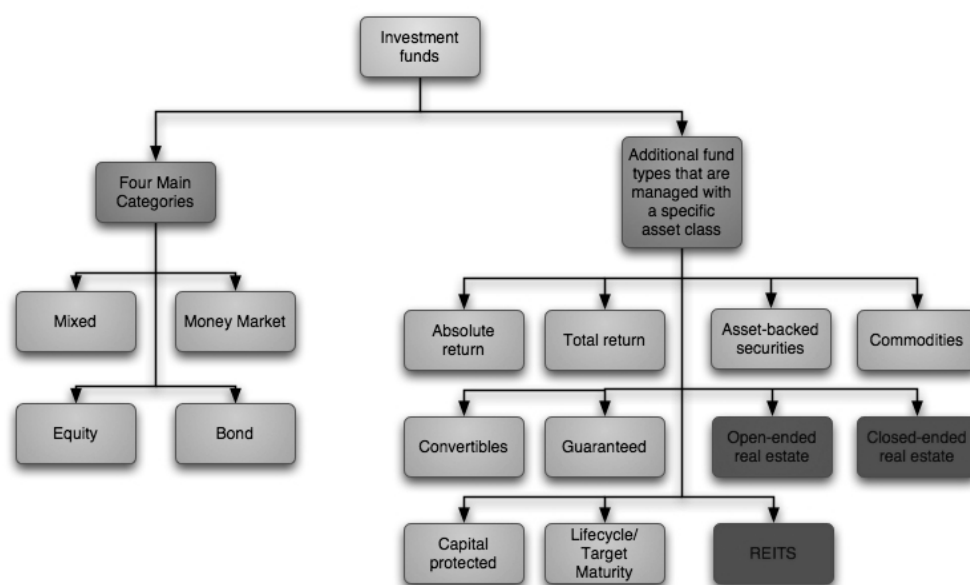 Investment
funds
Four Main
Categories
Additional fund
types that are
managed with
a specific
asset class
Mixed
Money Market
Equity
Bond
Absolute
return
Total return
Asset-backed
securities
Commodities
Convertibles
Guaranteed
Open-ended
real estate
Closed-ended
real estate
Capital
protected
Lifecycle/
Target
Maturity
REITS